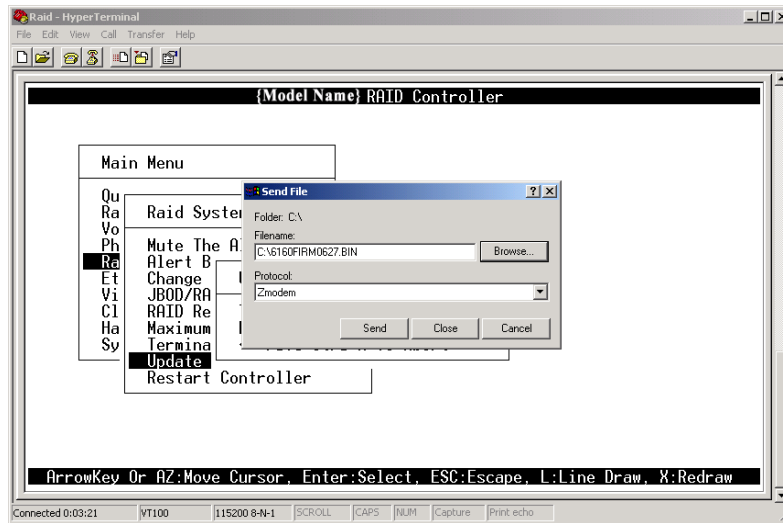 Raid - HyperTerminal
File Edit View Call Transfer Help
{Model Name} RAID Controller
Main Menu
Qu
Ra
Vo
Ph
Ra
Et
Vi
Cl
Ha
Sy
Raid System
Mute The Al
Alert B
Change
JBOD/RA
RAID Re
Maximum
Termina
Update
Restart Controller
Send File
Folder: C:\
Filename:
C:\6160FIRM0627.BIN
Browse...
Protocol:
Zmodem
Send Close Cancel
ArrowKey Or AZ:Move Cursor, Enter:Select, ESC:Escape, L:Line Draw, X:Redraw
Connected 0:03:21 VT100 115200 8-N-1 SCROLL CAPS NUM Capture Print echo